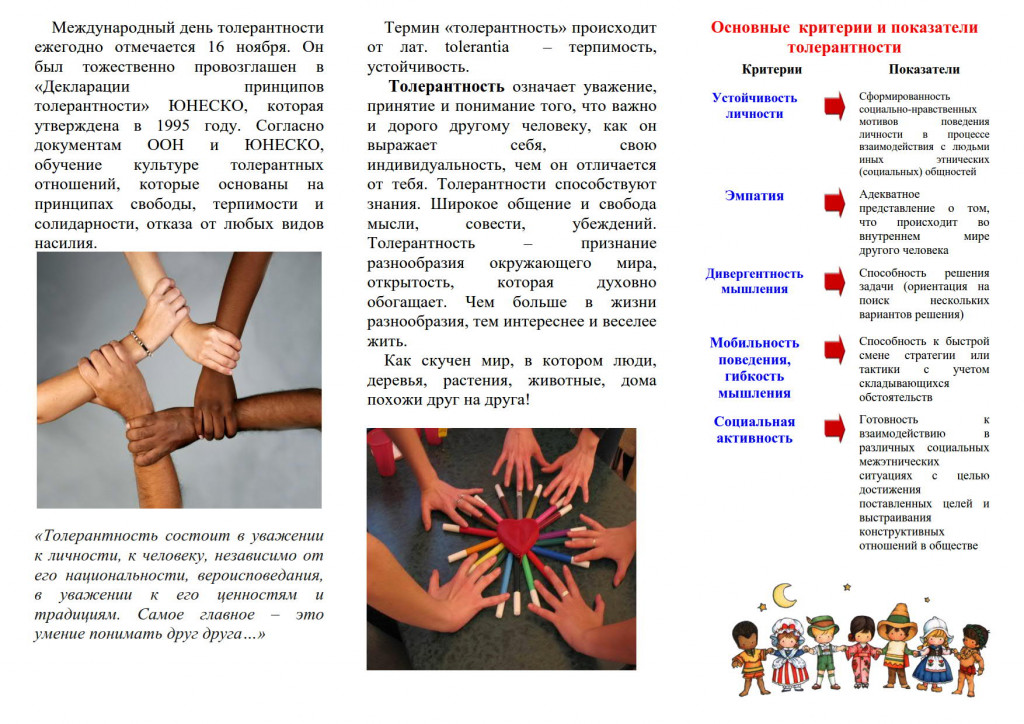 Международный день толерантности
ежегодно отмечается 16 ноября. Он
был тожественно провозглашен в
«Декларации принципов
толерантности» ЮНЕСКО, которая
утверждена в 1995 году. Согласно
документам ООН и ЮНЕСКО,
обучение культуре толерантных
отношений, которые основаны на
принципах свободы, терпимости и
солидарности, отказа от любых видов
насилия.
«Толерантность состоит в уважении
к личности, к человеку, независимо от
его национальности, вероисповедания,
в уважении к его ценностям и
традициям. Самое главное – это
умение понимать друг друга…»
Термин «толерантность» происходит
от лат. tolerantia – терпимость,
устойчивость.
Толерантность означает уважение,
принятие и понимание того, что важно
и дорого другому человеку, как он
выражает себя, свою
индивидуальность, чем он отличается
от тебя. Толерантности способствуют
знания. Широкое общение и свобода
мысли, совести, убеждений.
Толерантность – признание
разнообразия окружающего мира,
открытость, которая духовно
обогащает. Чем больше в жизни
разнообразия, тем интереснее и веселее
жить.
Как скучен мир, в котором люди,
деревья, растения, животные, дома
похожи друг на друга!
Основные критерии и показатели
толерантности
Критерии Показатели
Устойчивость
личности
Сформированность
социально-нравственных
мотивов поведения
личности в процессе
взаимодействия с людьми
иных этнических
(социальных) общностей
Эмпатия
Адекватное
представление о том,
что происходит во
внутреннем мире
другого человека
Дивергентность
мышления
Способность решения
задачи (ориентация на
поиск нескольких
вариантов решения)
Мобильность
поведения,
гибкость
мышления
Способность к быстрой
смене стратегии или
тактики с учетом
складывающихся
обстоятельств
Социальная
активность
Готовность к
взаимодействию в
различных социальных
межэтнических
ситуациях с целью
достижения
поставленных целей и
выстраивания
конструктивных
отношений в обществе